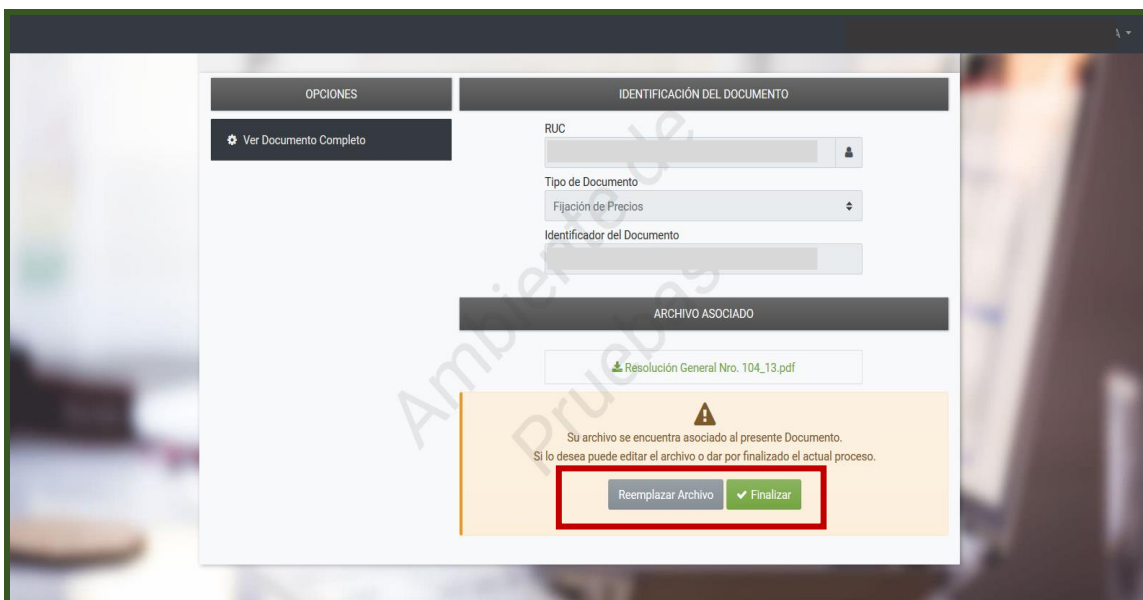 OPCIONES
Ver Documento Completo
IDENTIFICACIÓN DEL DOCUMENTO
RUC
Tipo de Documento
Fijación de Precios
Identificador del Documento
ARCHIVO ASOCIADO
Resolución General Nro. 104_13.pdf
Su archivo se encuentra asociado al presente Documento.
Si lo desea puede editar el archivo o dar por finalizado el actual proceso.
Reemplazar Archivo
Finalizar
Ambiente de
Pruebas